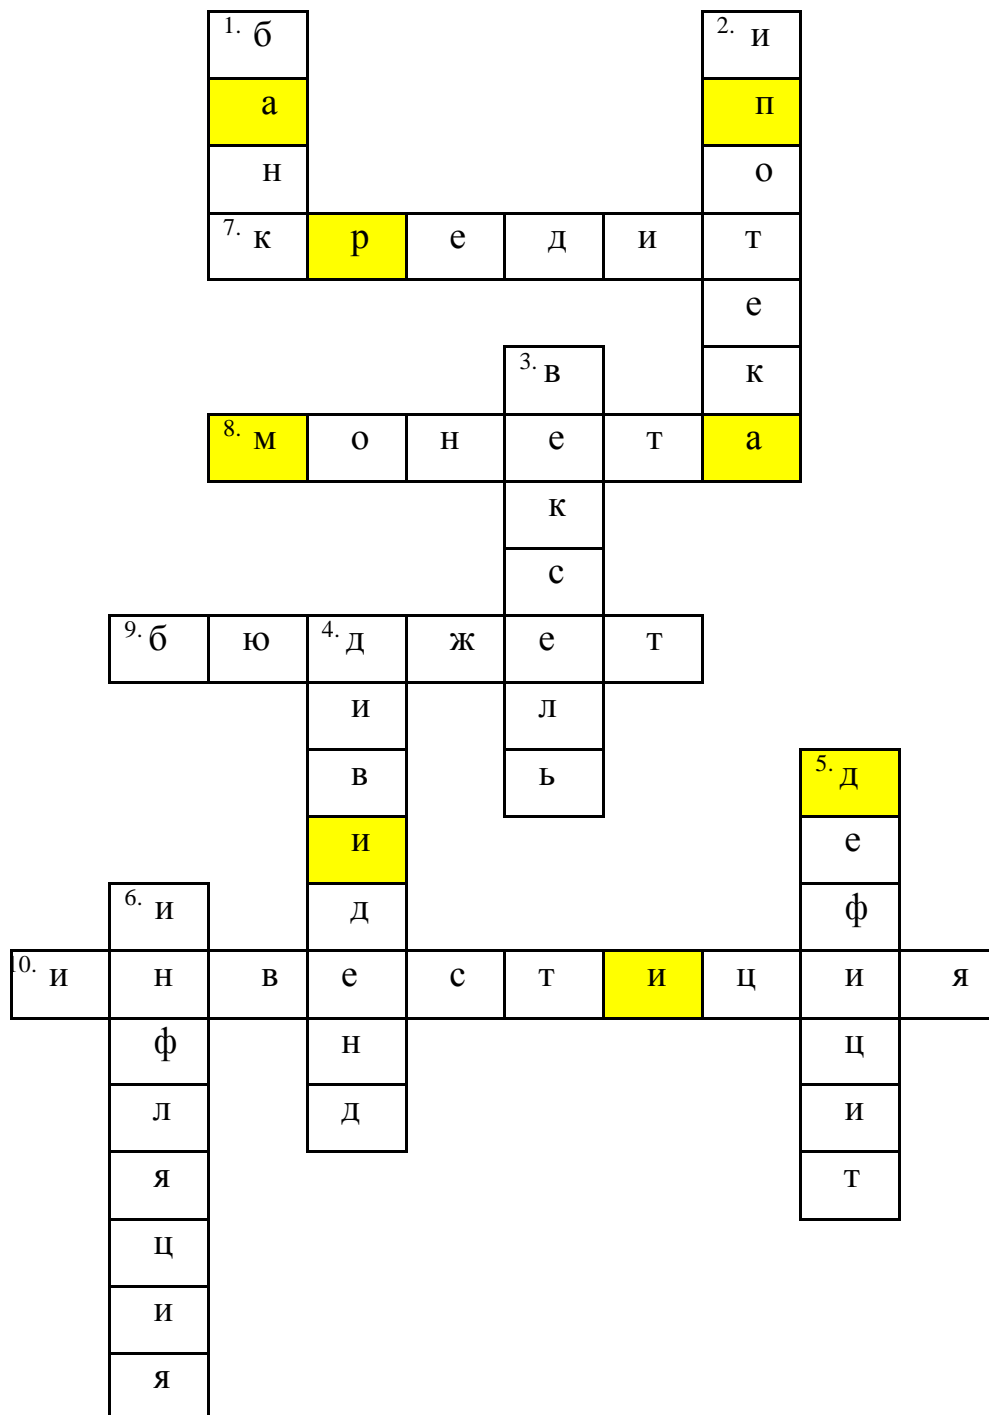 1. б 2. и
а п
н о
7. к р е д и т
е
3. в к
8. м о н е т а
к
с
9. б ю 4. д ж е т
и л
в ь 5. д
и е
6. и д ф
10. и н в е с т и ц и я
ф н ц
л д и
я т
ц
и
я